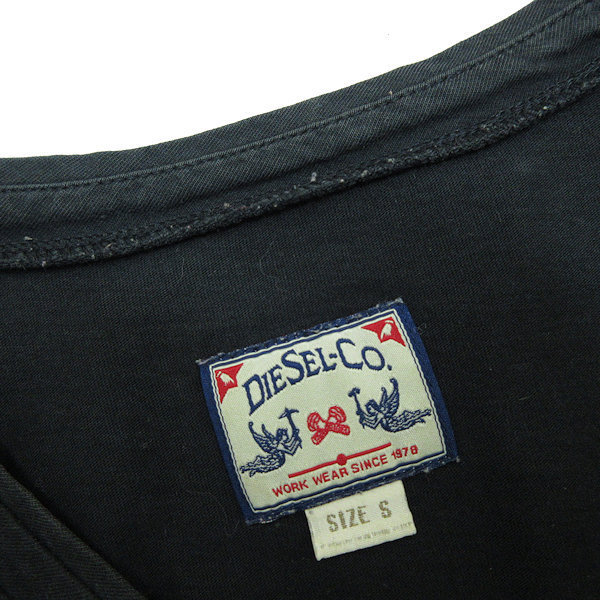 DIESEL-CO.
WORK WEAR SINCE 1978
SIZE S